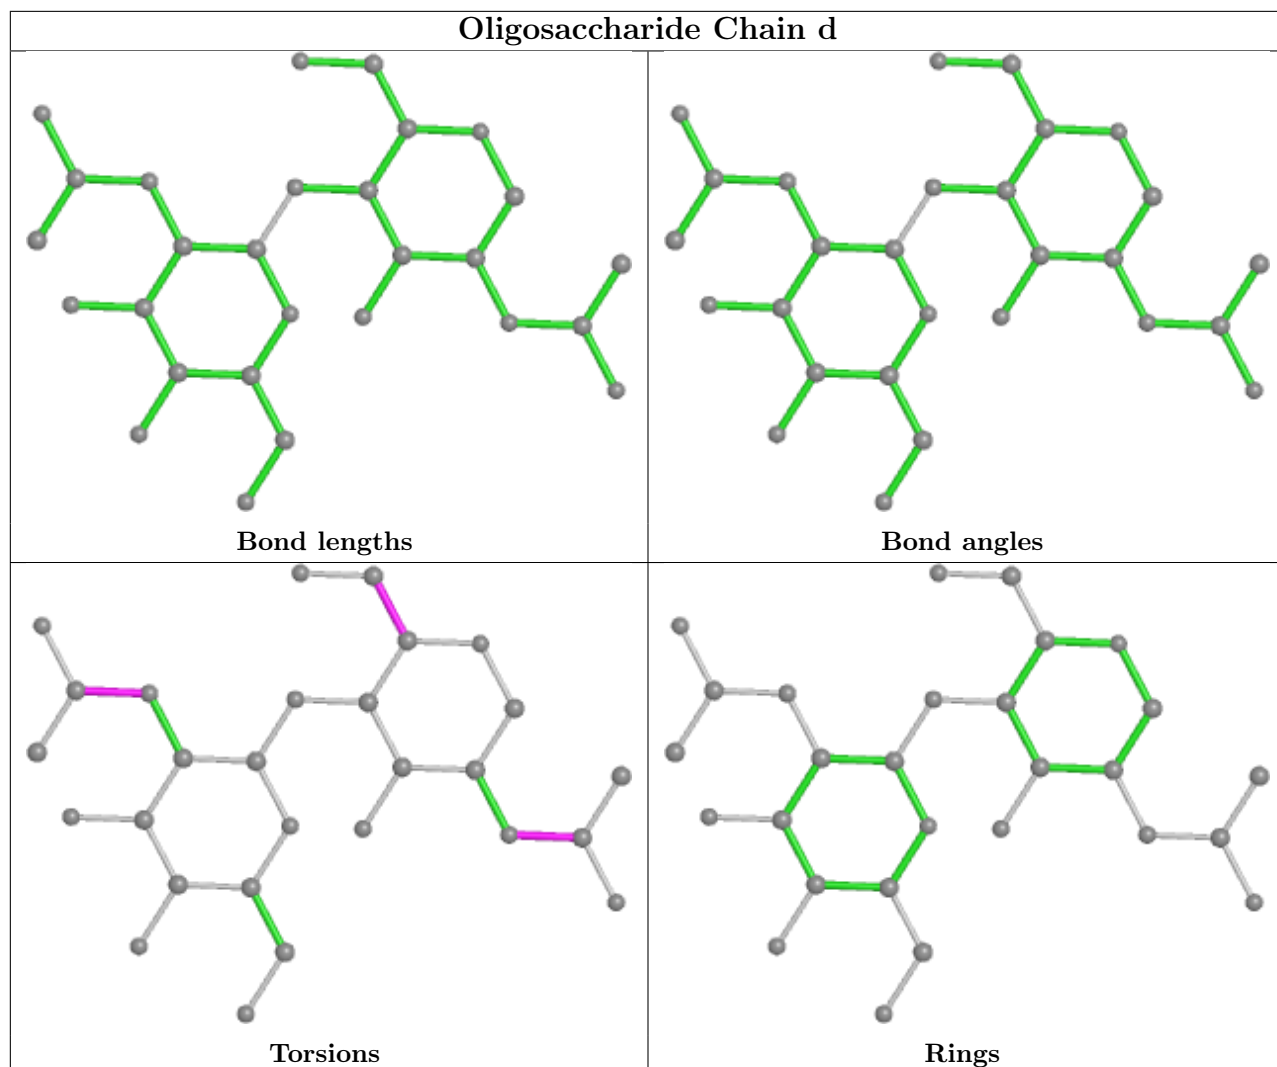 Oligosaccharide Chain d
Bond lengths
Bond angles
Torsions
Rings